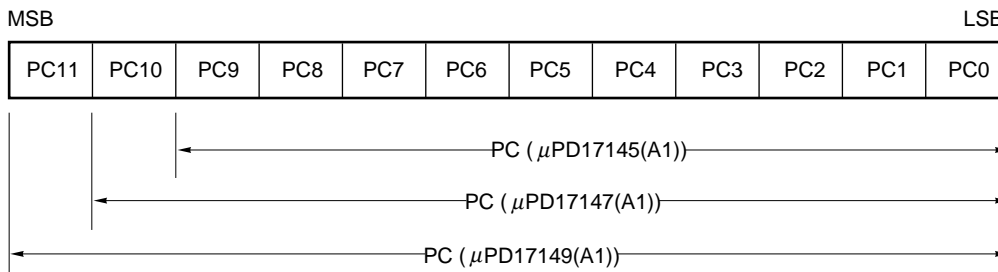 MSB LSB
PC11 PC10 PC9 PC8 PC7 PC6 PC5 PC4 PC3 PC2 PC1 PC0
PC ( μPD17145(A1))
PC ( μPD17147(A1))
PC ( μPD17149(A1))